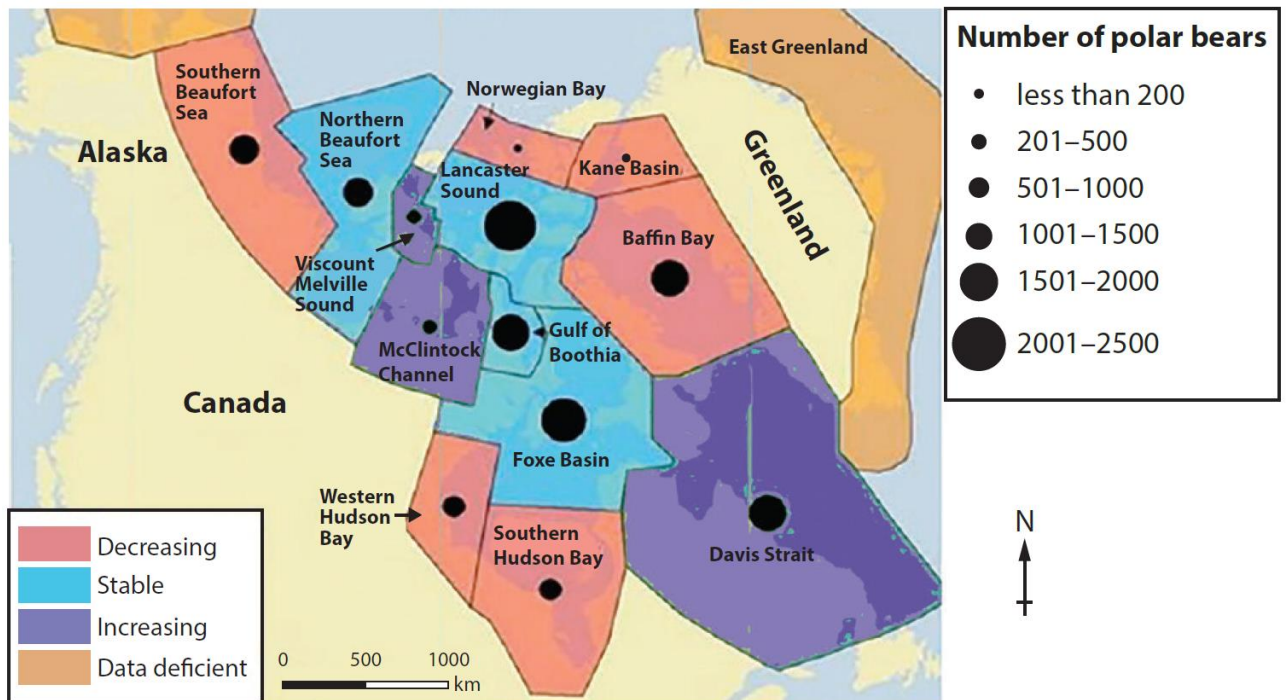 East Greenland
Southern
Beaufort
Sea
Norwegian Bay
Northern
Beaufort
Sea
Alaska
Lancaster
Sound
Kane Basin
Greenland
Baffin Bay
Viscount
Melville
Sound
Gulf of
Boothia
McClintock
Channel
Canada
Foxe Basin
Western
Hudson
Bay
Southern
Hudson Bay
Davis Strait
Decreasing
Stable
Increasing
Data deficient
0 500 1000
km
Number of polar bears
less than 200
201–500
501–1000
1001–1500
1501–2000
2001–2500
N